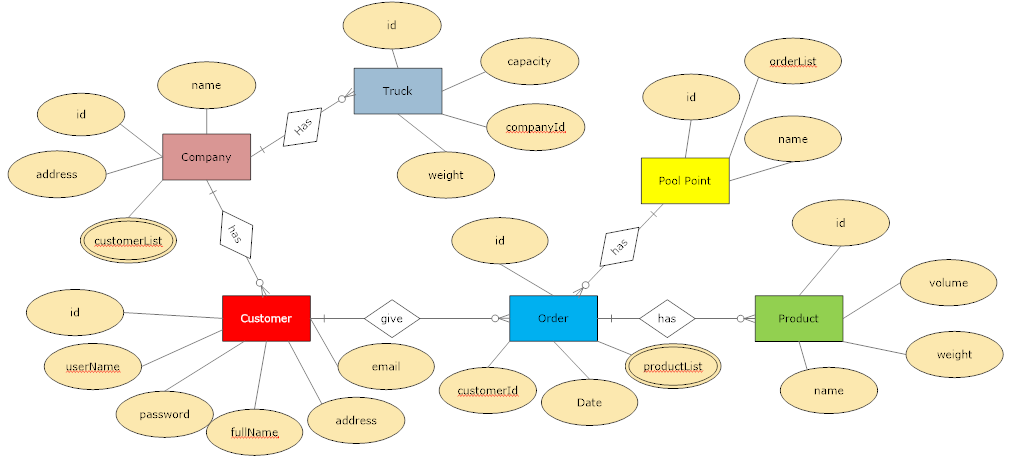 id
Truck
capacity
companyId
weight
Has
name
id
Company
address
customerList
has
orderList
id
name
Pool Point
has
id
Order
customerId
Date
productList
id
volume
Product
weight
name
has
give
Customer
id
userName
password
fullName
address
email